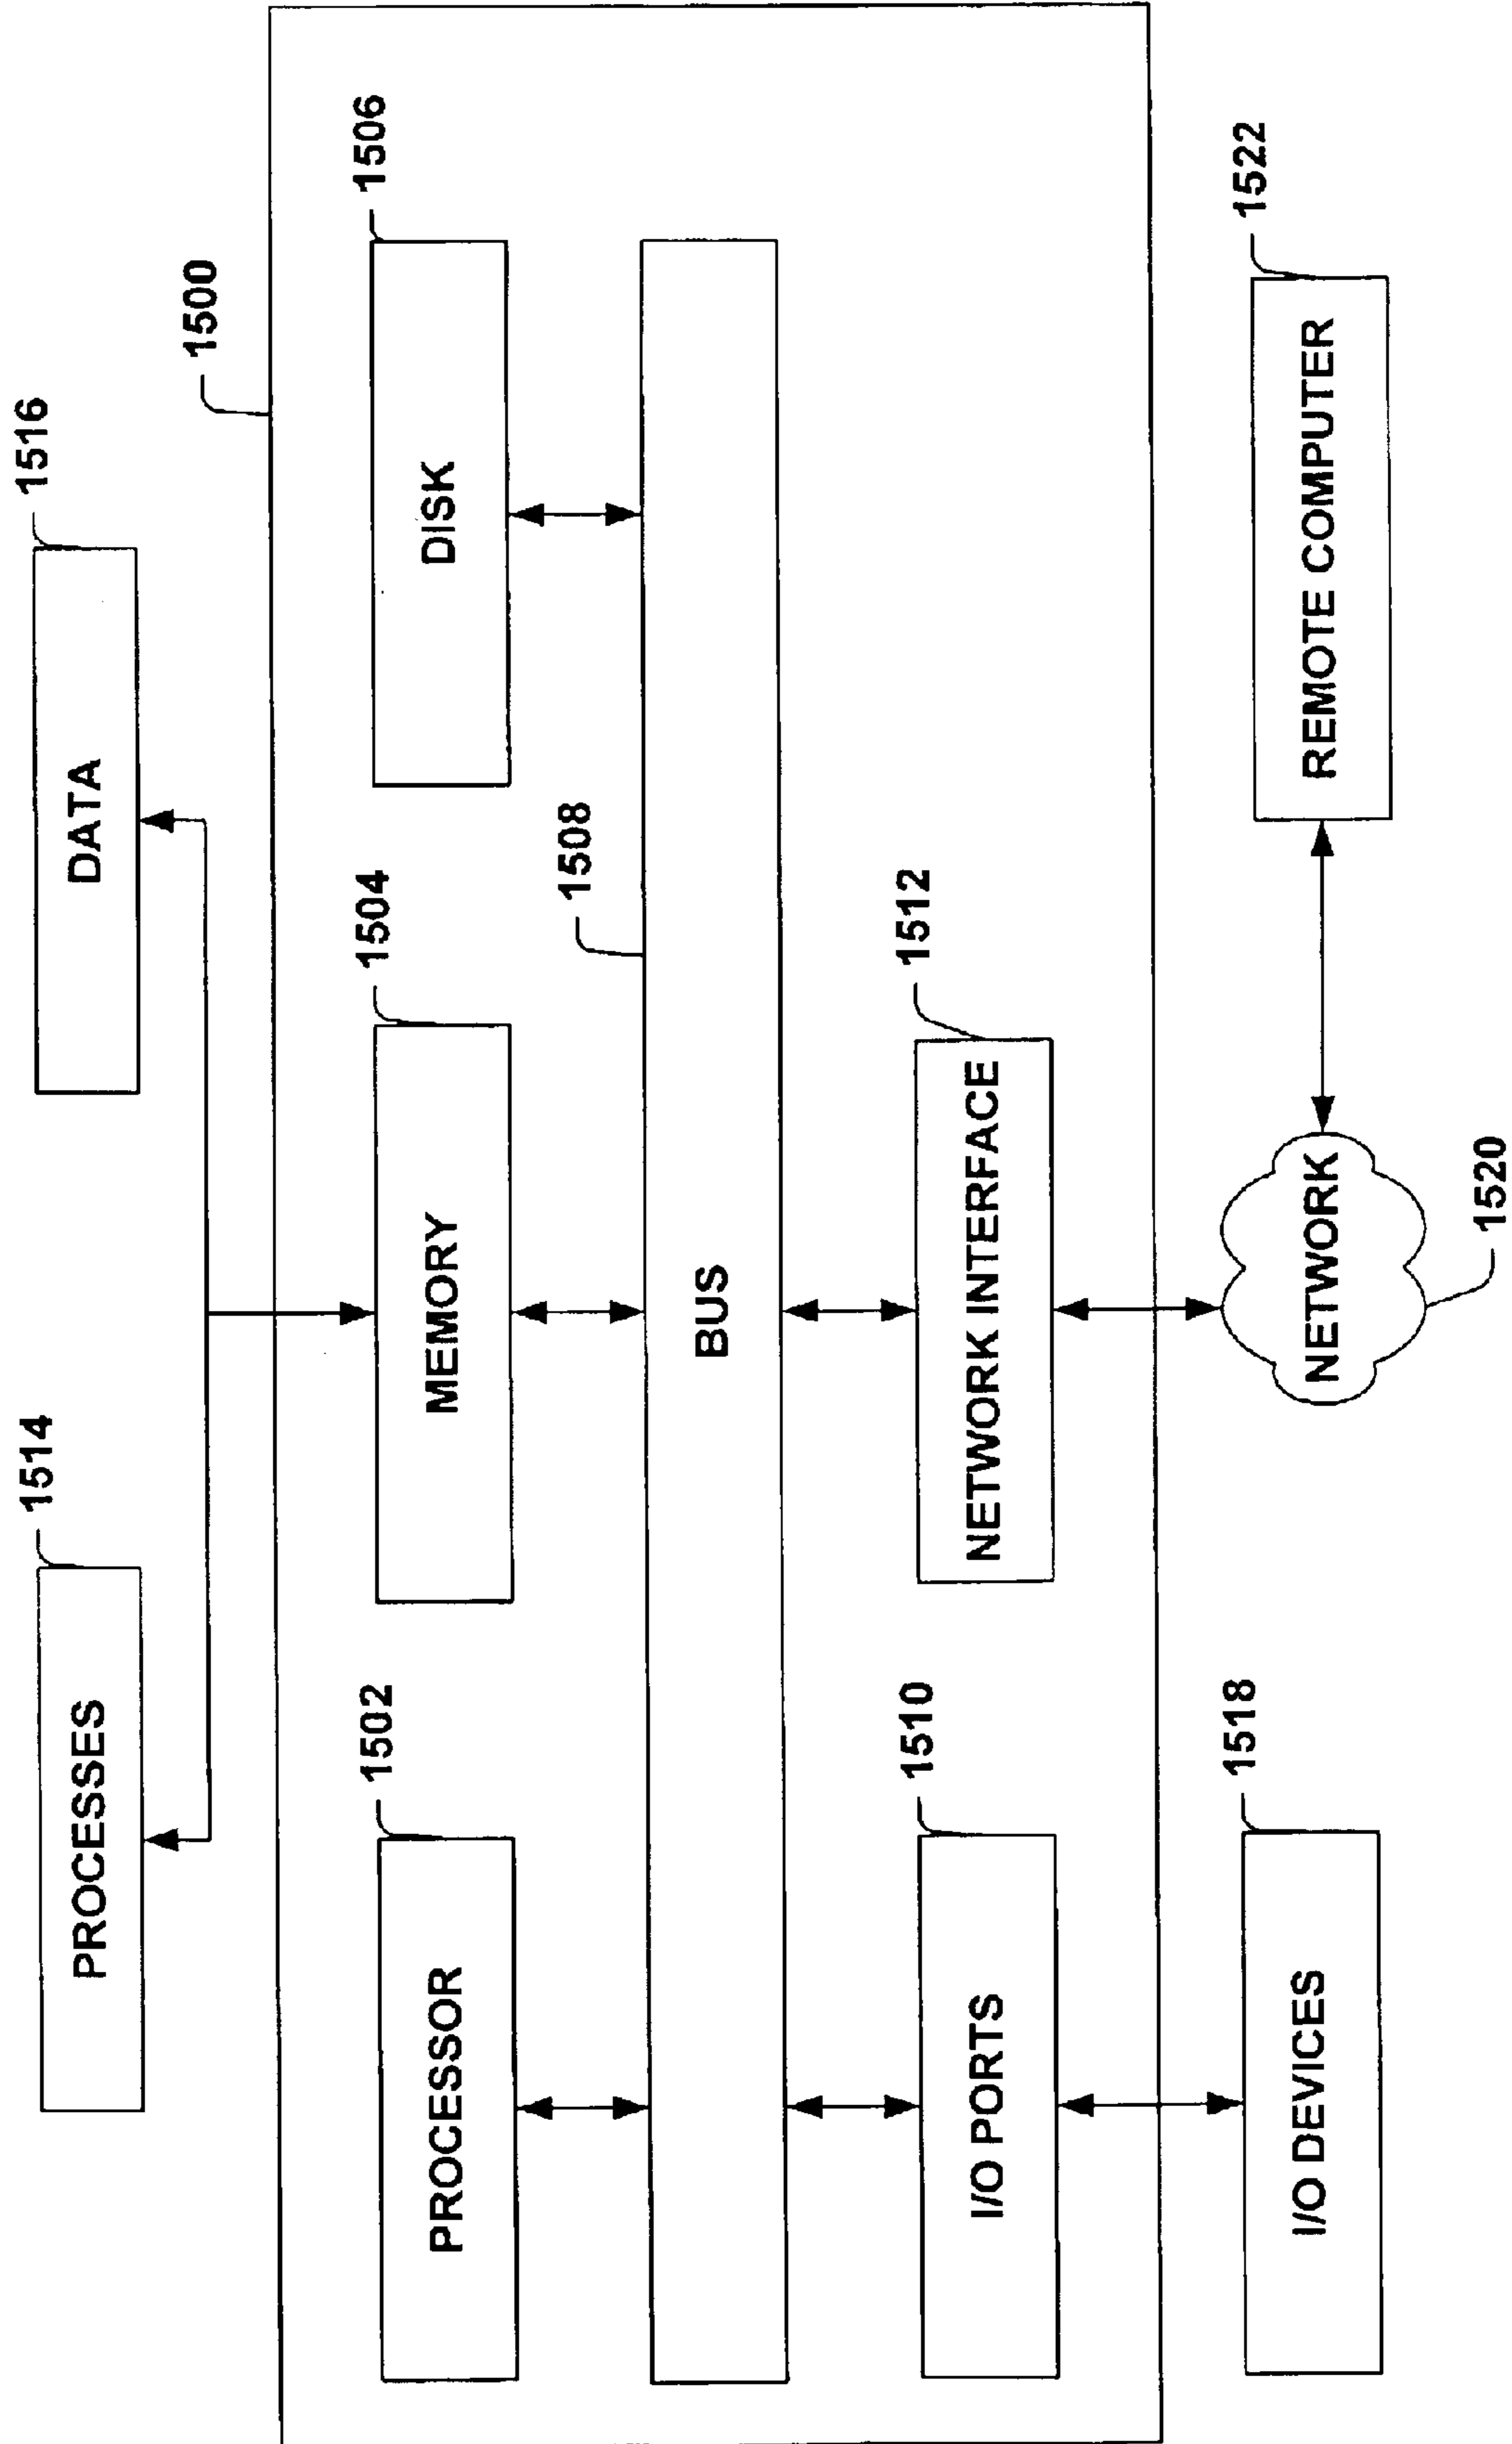 1514
PROCESSES
1516
DATA
1500
1502
PROCESSOR
1504
MEMORY
1506
DISK
1508
BUS
1510
I/O PORTS
1512
NETWORK INTERFACE
1518
I/O DEVICES
NETWORK
1520
1522
REMOTE COMPUTER